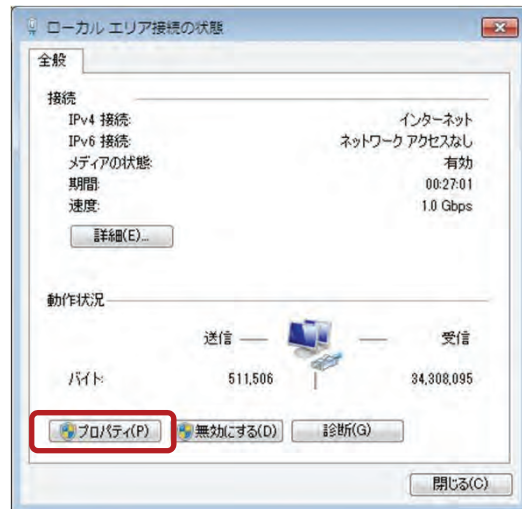 ローカル エリア接続の状態
全般
接続
IPv4 接続: インターネット
IPv6 接続: ネットワーク アクセスなし
メディアの状態: 有効
期間: 00:27:01
速度: 1.0 Gbps
詳細(E)...
動作状況
送信 受信
バイト: 511,506 34,308,095
プロパティ(P) 無効にする(D) 診断(G)
閉じる(C)